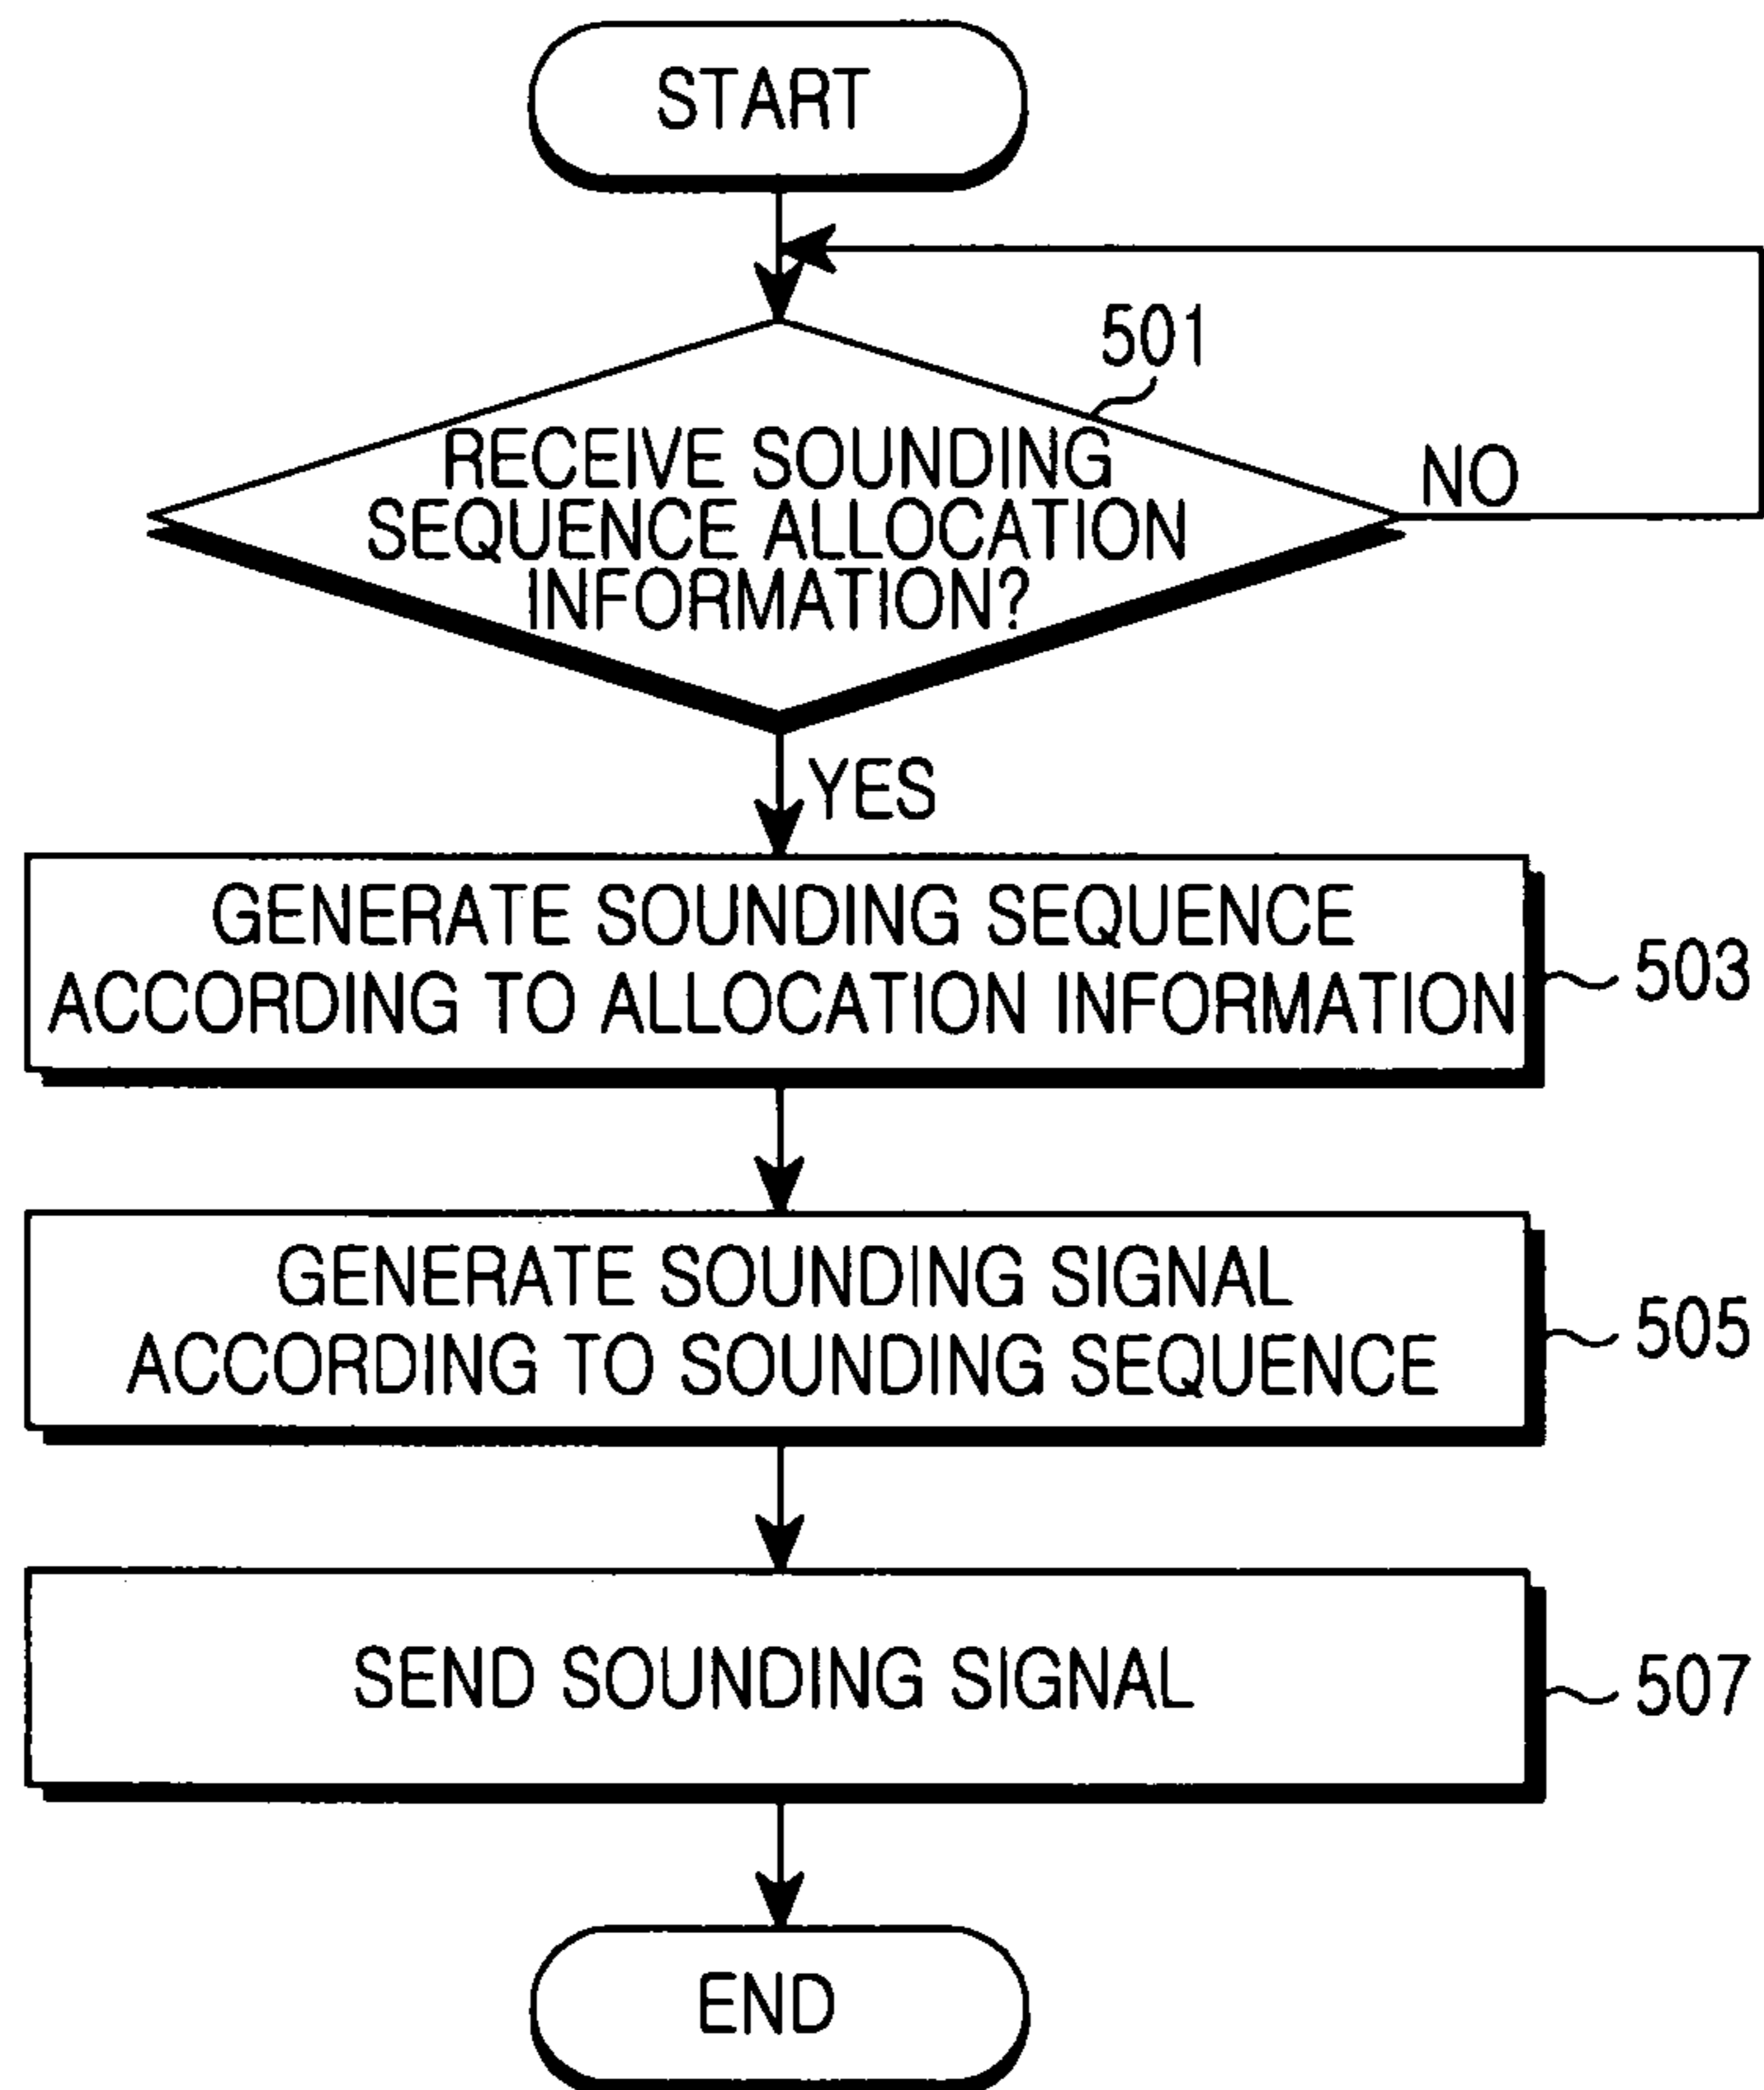 START
501
RECEIVE SOUNDING
SEQUENCE ALLOCATION
INFORMATION?
NO
YES
GENERATE SOUNDING SEQUENCE
ACCORDING TO ALLOCATION INFORMATION
503
GENERATE SOUNDING SIGNAL
ACCORDING TO SOUNDING SEQUENCE
505
SEND SOUNDING SIGNAL
507
END